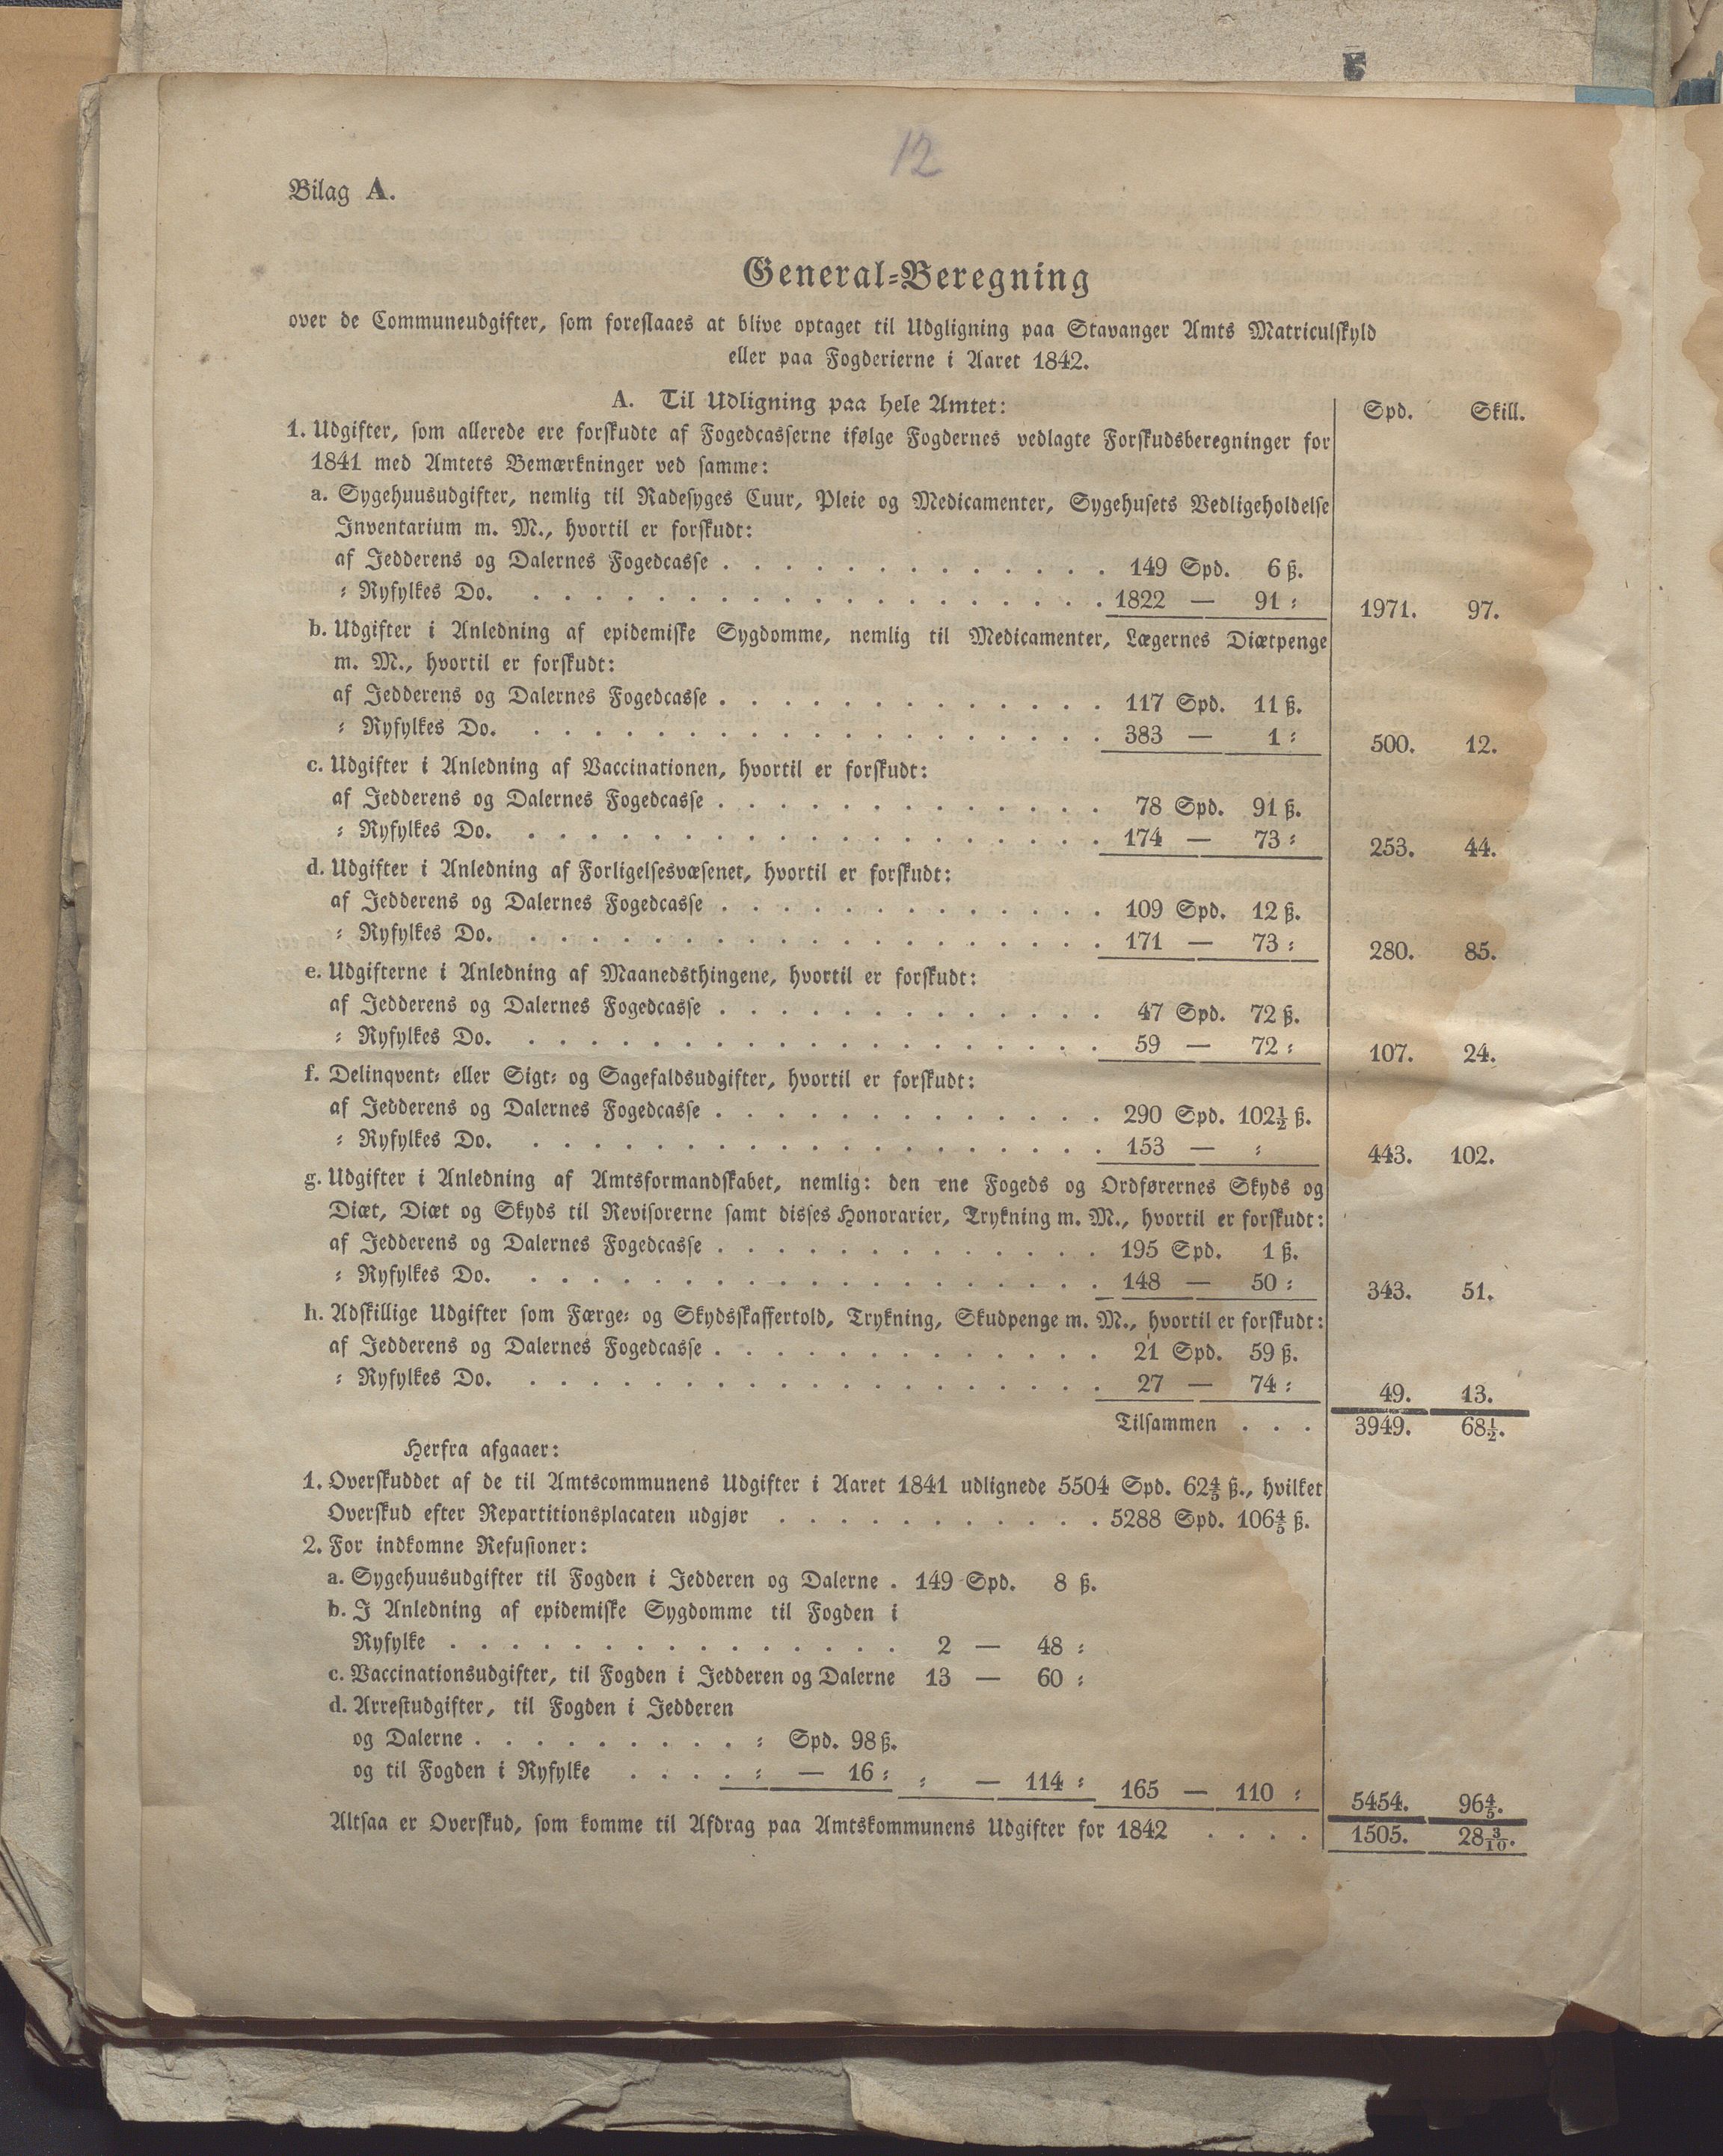 12
Bilag A.
General-Beregning
over de Communeudgifter, som foreslaaes at blive optaget til Udgligning paa Stavanger Amts Matriculskyld
eller paa Fogderierne i Aaret 1842.
A. Til Udligning paa hele Amtet: Spd. Skill.
1. Udgifter, som allerede ere forskudte af Fogedcasserne ifølge Fogdernes vedlagte Forskudsberegninger for
1841 med Amtets Bemærkninger ved samme:
a. Sygehuusudgifter, nemlig til Radesyges Cuur, Pleie og Medicamenter, Sygehusets Vedligeholdelse
Inventarium m. M., hvortil er forskudt:
af Jedderens og Dalernes Fogedcasse . . . . . . . . . . . . . 149 Spd. 6 ß.
⸗ Ryfylkes Do. . . . . . . . . . . . . . . . . . . . 1822 — 91 ⸗ 1971. 97.
b. Udgifter i Anledning af epidemiske Sygdomme, nemlig til Medicamenter, Lægernes Diætpenge
m. M., hvortil er forskudt:
af Jedderens og Dalernes Fogedcasse . . . . . . . . . . . . . 117 Spd. 11 ß.
⸗ Ryfylkes Do. . . . . . . . . . . . . . . . . . . . 383 — 1 ⸗ 500. 12.
c. Udgifter i Anledning af Vaccinationen, hvortil er forskudt:
af Jedderens og Dalernes Fogedcasse . . . . . . . . . . . . . 78 Spd. 91 ß.
⸗ Ryfylkes Do. . . . . . . . . . . . . . . . . . . . 174 — 73 ⸗ 253. 44.
d. Udgifter i Anledning af Forligelsesvæsenet, hvortil er forskudt:
af Jedderens og Dalernes Fogedcasse . . . . . . . . . . . . . 109 Spd. 12 ß.
⸗ Ryfylkes Do. . . . . . . . . . . . . . . . . . . . 171 — 73 ⸗ 280. 85.
e. Udgifterne i Anledning af Maanedsthingene, hvortil er forskudt:
af Jedderens og Dalernes Fogedcasse . . . . . . . . . . . . . 47 Spd. 72 ß.
⸗ Ryfylkes Do. . . . . . . . . . . . . . . . . . . . 59 — 72 ⸗ 107. 24.
f. Delinqvent⸗ eller Sigt⸗ og Sagefaldsudgifter, hvortil er forskudt:
af Jedderens og Dalernes Fogedcasse . . . . . . . . . . . . . 290 Spd. 102½ ß.
⸗ Ryfylkes Do. . . . . . . . . . . . . . . . . . . . 153 — ⸗ 443. 102.
g. Udgifter i Anledning af Amtsformandskabet, nemlig: den ene Fogeds og Ordførernes Skyds og
Diæt, Diæt og Skyds til Revisorerne samt disses Honorarier, Trykning m. M., hvortil er forskudt:
af Jedderens og Dalernes Fogedcasse . . . . . . . . . . . . . 195 Spd. 1 ß.
⸗ Ryfylkes Do. . . . . . . . . . . . . . . . . . . . 148 — 50 ⸗ 343. 51.
h. Adskillige Udgifter som Færge⸗ og Skydsskaffertold, Trykning, Skudpenge m. M., hvortil er forskudt:
af Jedderens og Dalernes Fogedcasse . . . . . . . . . . . . . 21 Spd. 59 ß.
⸗ Ryfylkes Do. . . . . . . . . . . . . . . . . . . . 27 — 74 ⸗ 49. 13.
Tilsammen . . . 3949. 68½.
Herfra afgaaer:
1. Overskuddet af de til Amtscommunens Udgifter i Aaret 1841 udlignede 5504 Spd. 62⅘ ß., hvilket
Overskud efter Repartitionsplacaten udgjør . . . . . . . . . . . 5288 Spd. 106⅘ ß.
2. For indkomne Refusioner:
a. Sygehuusudgifter til Fogden i Jedderen og Dalerne . 149 Spd. 8 ß.
b. I Anledning af epidemiske Sygdomme til Fogden i
Ryfylke . . . . . . . . . . . . . . . 2 — 48 ⸗
c. Vaccinationsudgifter, til Fogden i Jedderen og Dalerne 13 — 60 ⸗
d. Arrestudgifter, til Fogden i Jedderen
og Dalerne . . . . . . . . . . ⸗ Spd. 98 ß.
og til Fogden i Ryfylke . . . . ⸗ — 16 ⸗ ⸗ — 114 ⸗ 165 — 110 ⸗ 5454. 96⅘.
Altsaa er Overskud, som komme til Afdrag paa Amtskommunens Udgifter for 1842 . . . . 1505. 28 3/10.